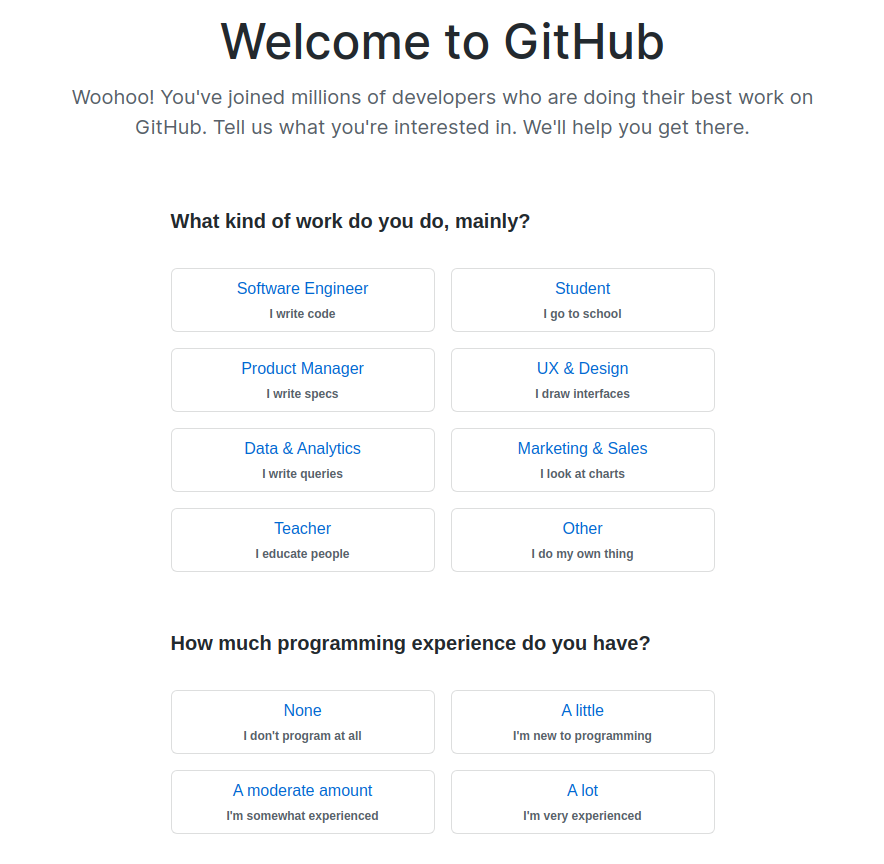 Welcome to GitHub
Woohoo! You've joined millions of developers who are doing their best work on
GitHub. Tell us what you're interested in. We'll help you get there.
What kind of work do you do, mainly?
Software Engineer
I write code
Student
I go to school
Product Manager
I write specs
UX & Design
I draw interfaces
Data & Analytics
I write queries
Marketing & Sales
I look at charts
Teacher
I educate people
Other
I do my own thing
How much programming experience do you have?
None
I don't program at all
A little
I'm new to programming
A moderate amount
I'm somewhat experienced
A lot
I'm very experienced